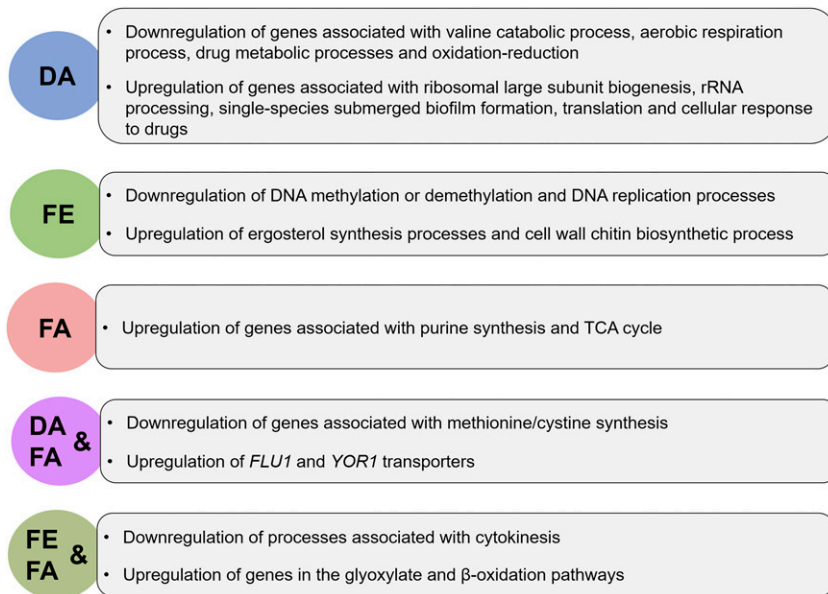 DA
• Downregulation of genes associated with valine catabolic process, aerobic respiration
process, drug metabolic processes and oxidation-reduction
• Upregulation of genes associated with ribosomal large subunit biogenesis, rRNA
processing, single-species submerged biofilm formation, translation and cellular response
to drugs
FE
• Downregulation of DNA methylation or demethylation and DNA replication processes
• Upregulation of ergosterol synthesis processes and cell wall chitin biosynthetic process
FA
• Upregulation of genes associated with purine synthesis and TCA cycle
DA &
FA
• Downregulation of genes associated with methionine/cystine synthesis
• Upregulation of FLU1 and YOR1 transporters
FE &
FA
• Downregulation of processes associated with cytokinesis
• Upregulation of genes in the glyoxylate and β-oxidation pathways